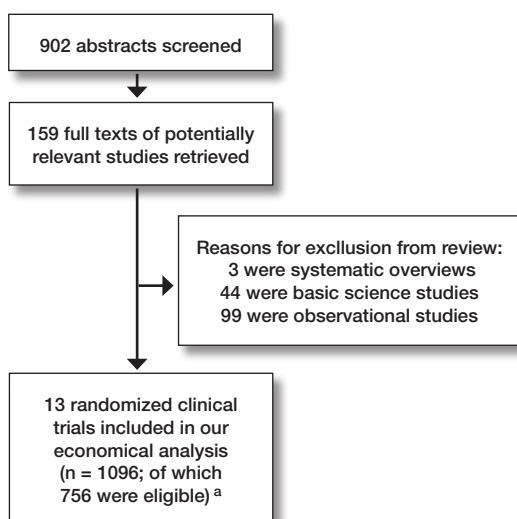 902 abstracts screened
159 full texts of potentially
relevant studies retrieved
Reasons for excllusion from review:
3 were systematic overviews
44 were basic science studies
99 were observational studies
13 randomized clinical
trials included in our
economical analysis
(n = 1096; of which
756 were eligible) a